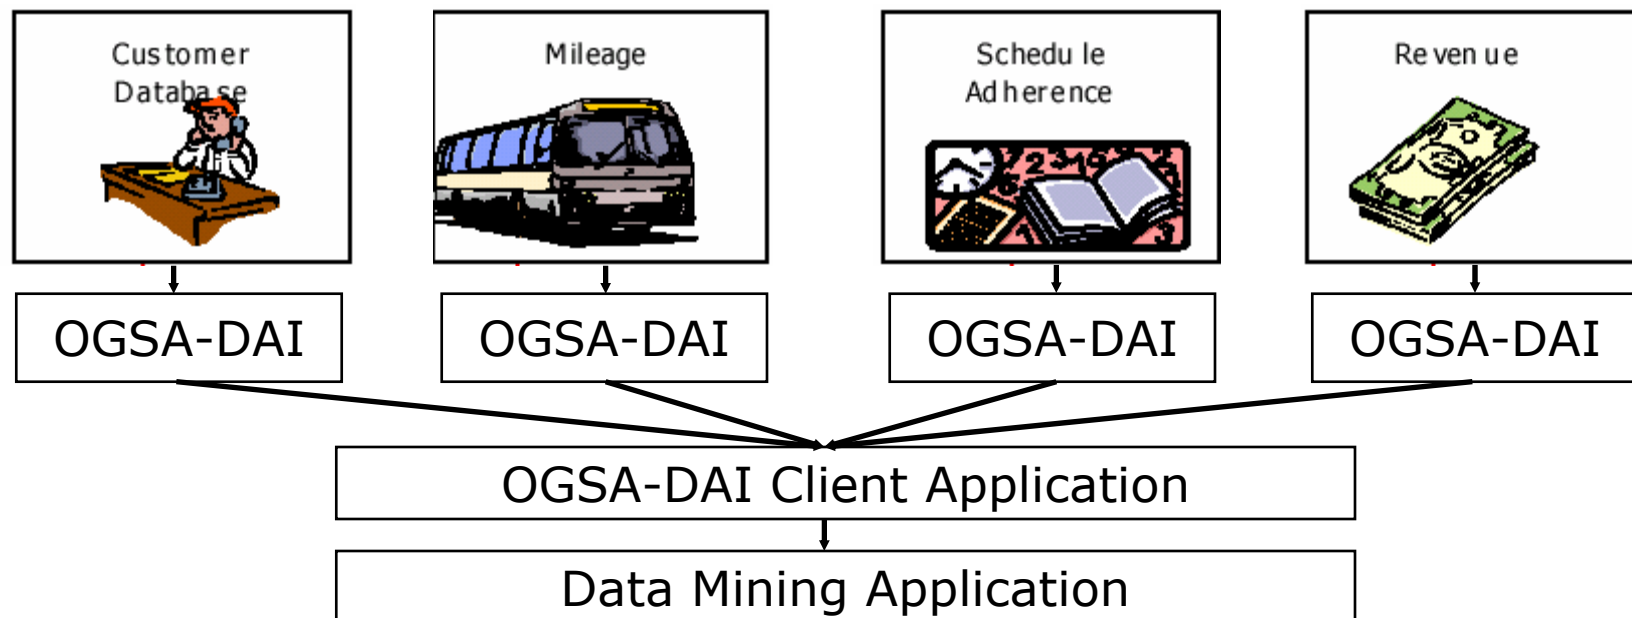 Customer
Database
Mileage
Schedule
Adherence
Revenue
OGSA-DAI
OGSA-DAI
OGSA-DAI
OGSA-DAI
OGSA-DAI Client Application
Data Mining Application